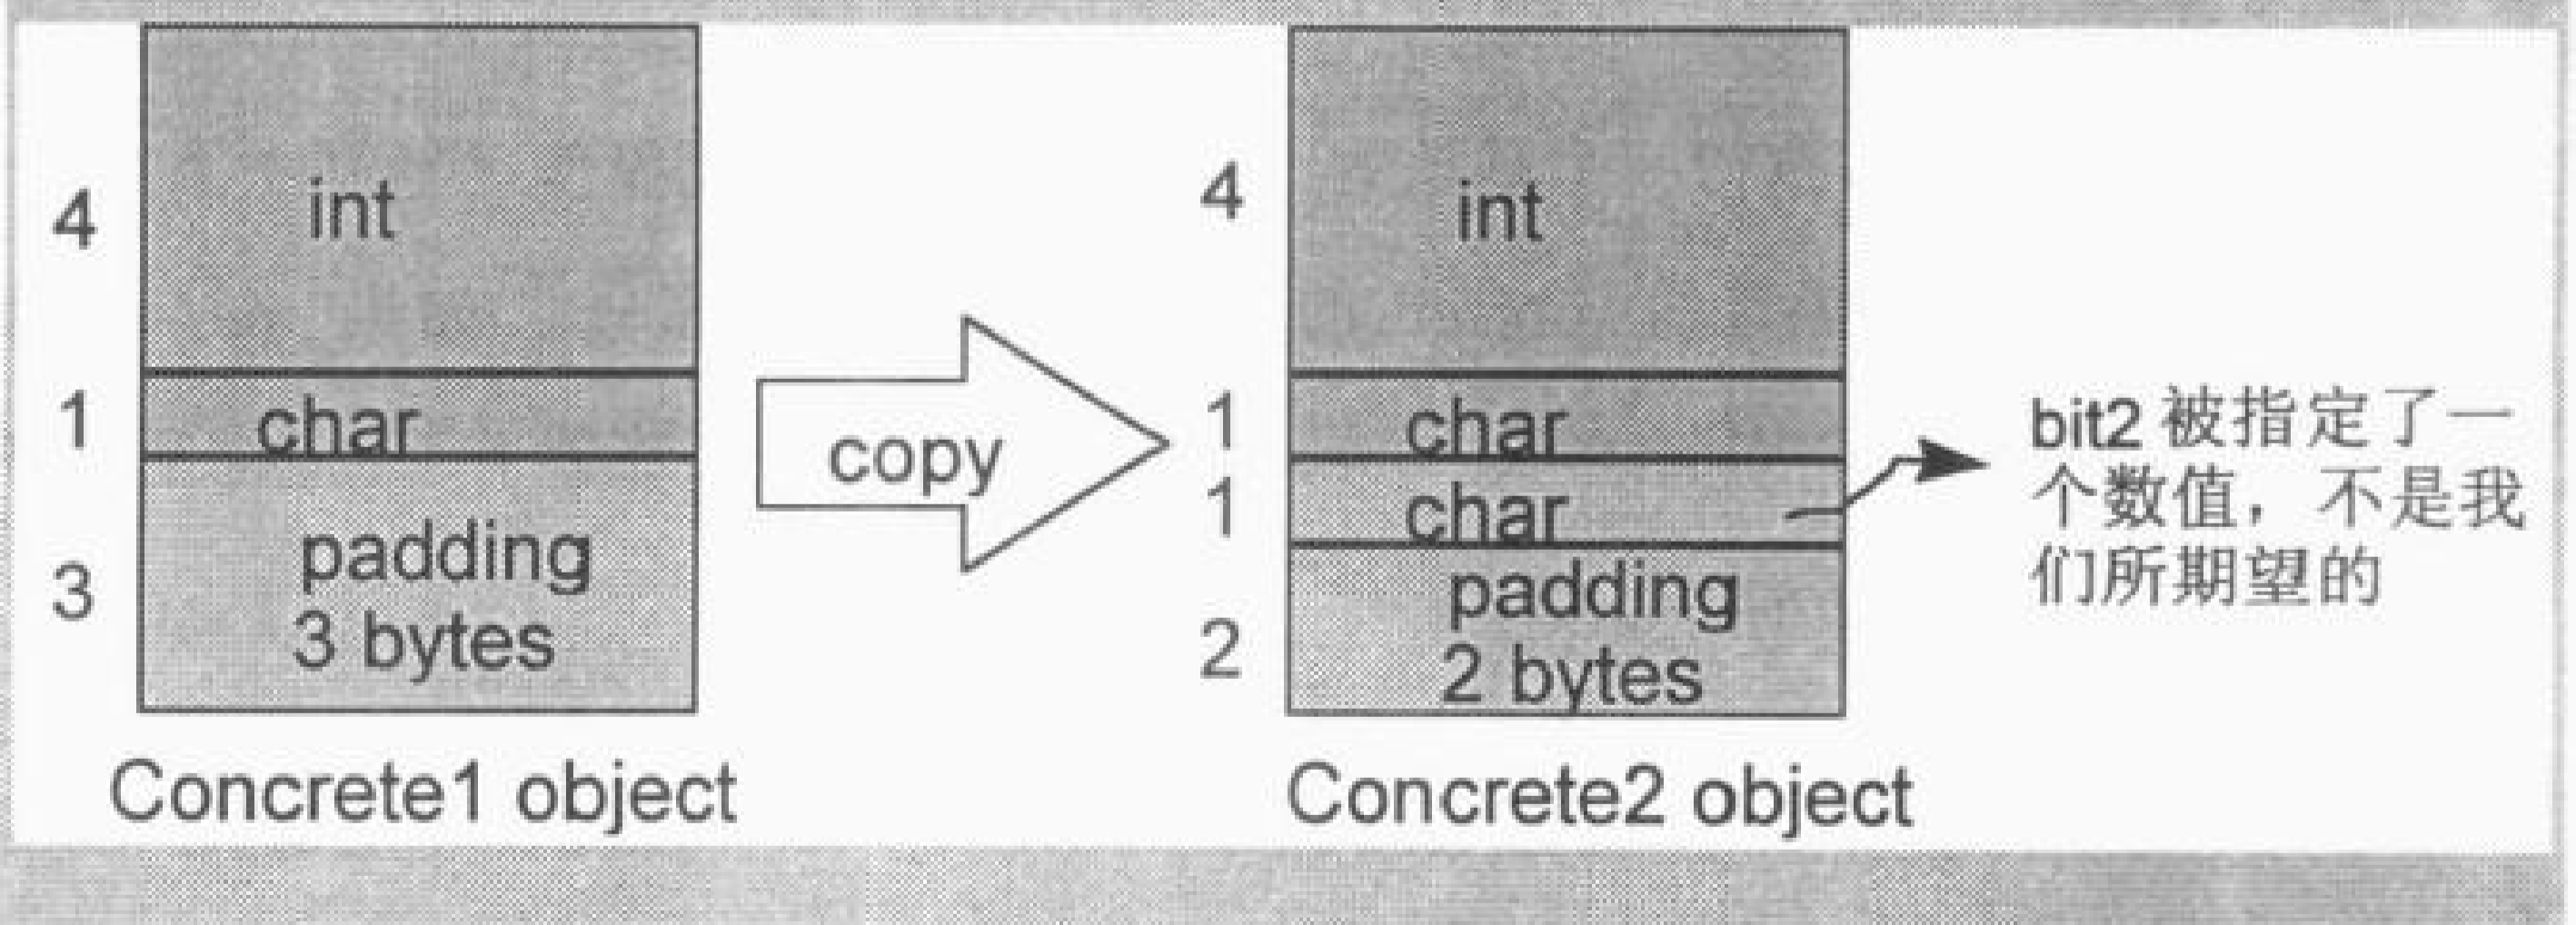 4
int
1
char
3
padding
3 bytes
Concrete1 object
copy
4
int
1
char
1
char
2
padding
2 bytes
Concrete2 object
bit2 被指定了一
个数值，不是我
们所期望的